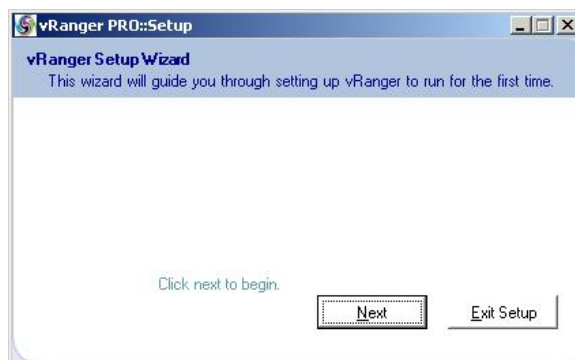 vRanger PRO::Setup
vRanger Setup Wizard
This wizard will guide you through setting up vRanger to run for the first time.
Click next to begin.
Next
Exit Setup